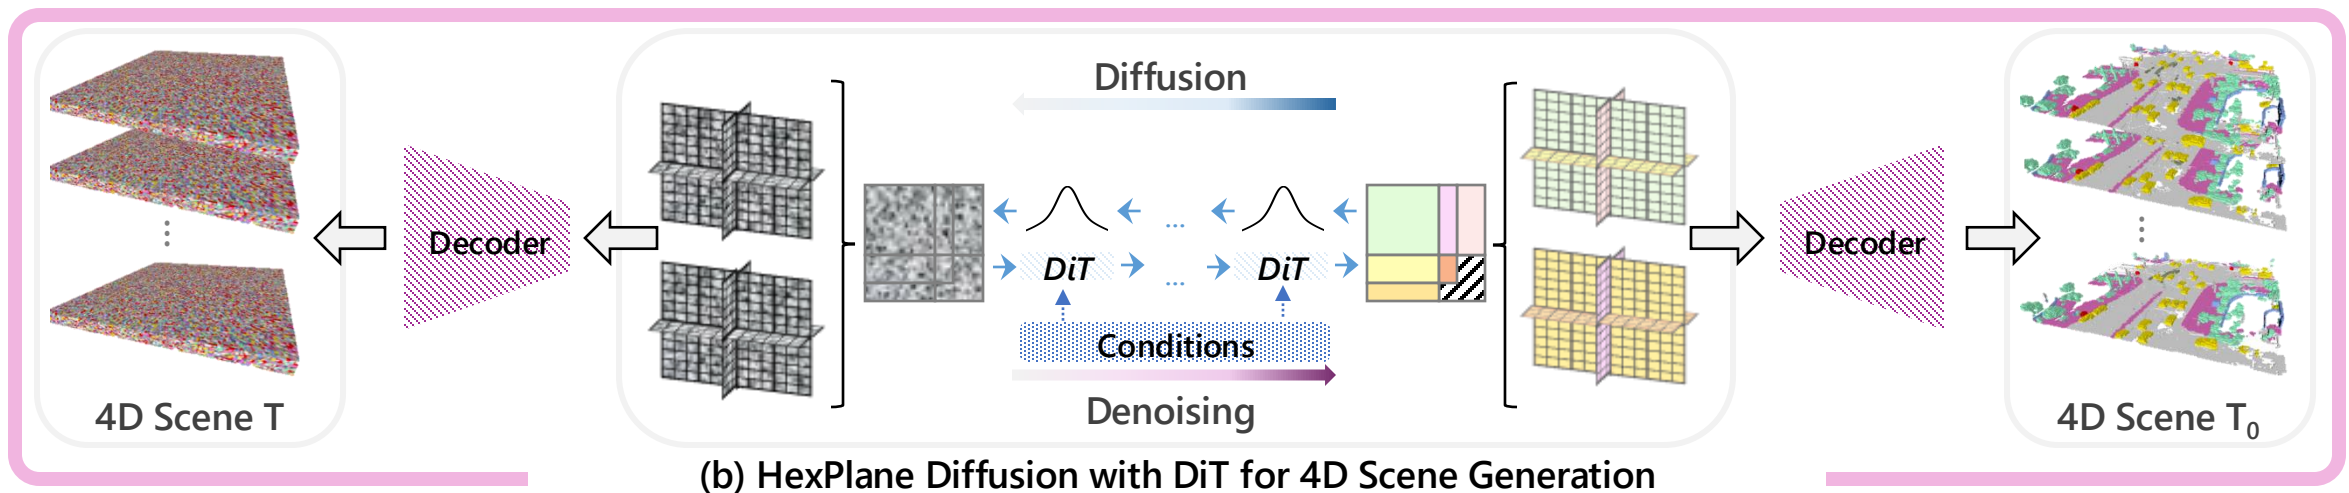 Diffusion
Decoder
DiT
...
DiT
...
Decoder
Conditions
Denoising
4D Scene T
4D Scene T₀
(b) HexPlane Diffusion with DiT for 4D Scene Generation